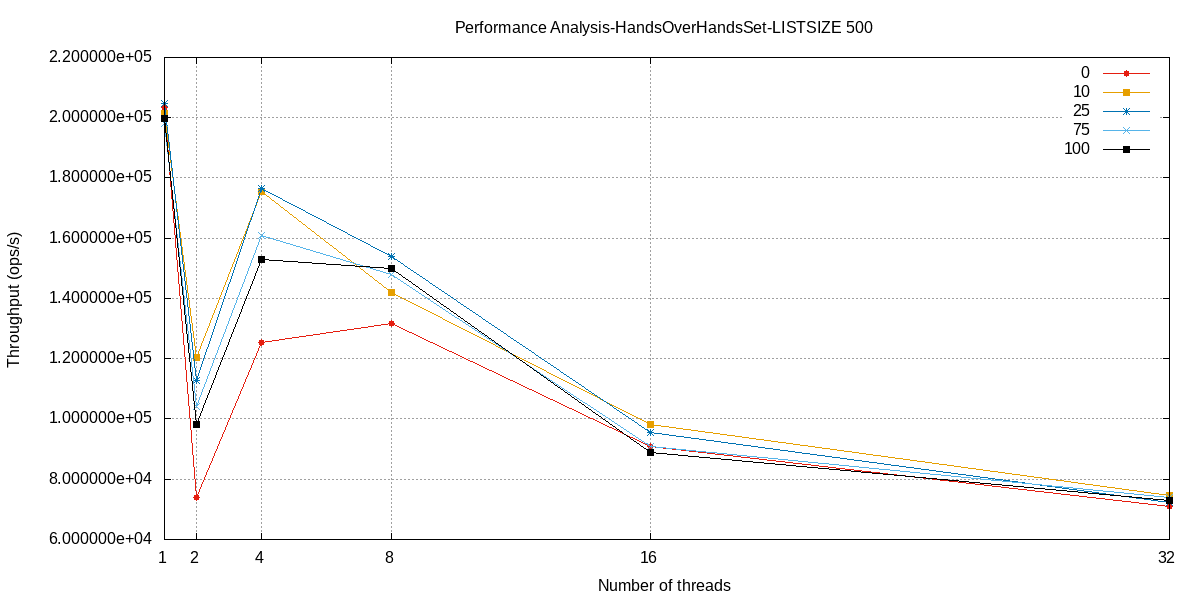 Performance Analysis-HandsOverHandsSet-LISTSIZE 500
2.200000e+05
2.000000e+05
1.800000e+05
1.600000e+05
1.400000e+05
1.200000e+05
1.000000e+05
8.000000e+04
6.000000e+04
Throughput (ops/s)
0
10
25
75
100
1 2 4 8 16 32
Number of threads